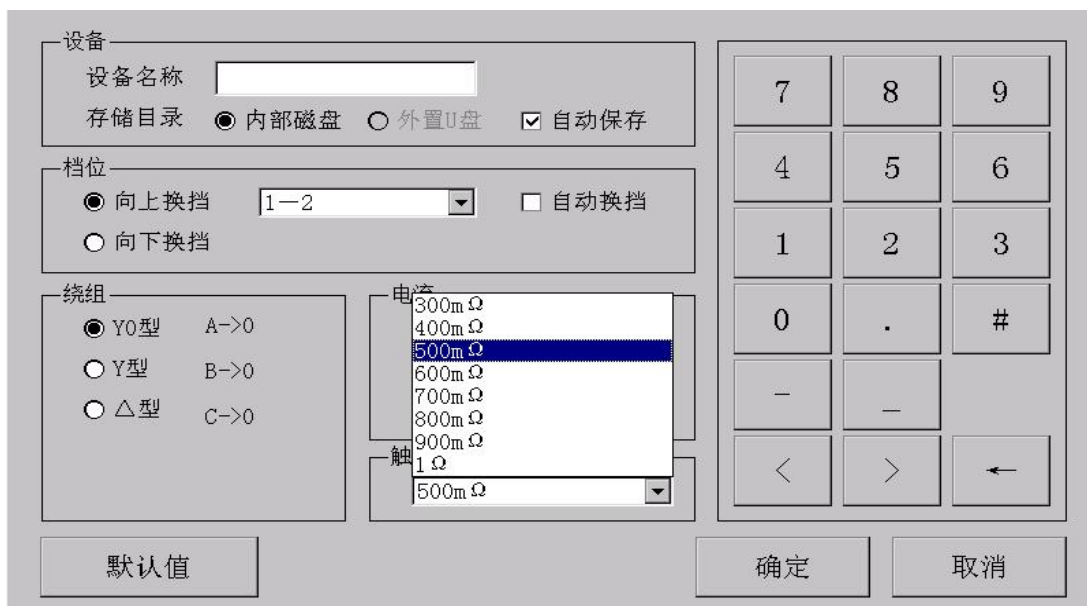 设备
设备名称
存储目录 内部磁盘 外置U盘 自动保存
档位
向上换挡 1—2 自动换挡
向下换挡
绕组
Y0型 A->0
Y型 B->0
△型 C->0
电流
300mΩ
400mΩ
500mΩ
600mΩ
700mΩ
800mΩ
900mΩ
1Ω
触
500mΩ
7 8 9
4 5 6
1 2 3
0 . #
- _
< > ←
默认值 确定 取消